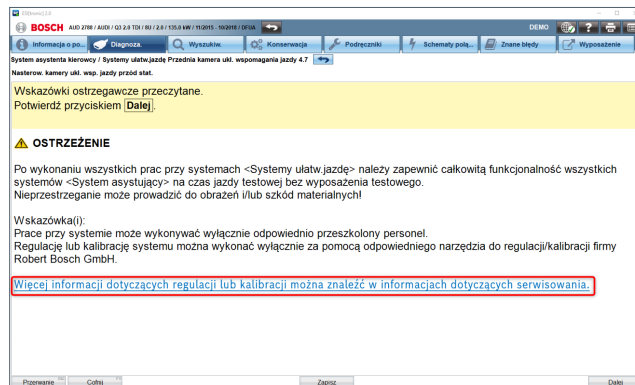 ESI[tronic] 2.0
BOSCH AUD 2788 / AUDI / Q3 2.0 TDI / 8U / 2.0 / 135.0 kW / 11/2015 - 10/2018 / DFUA DEMO
Informacja o po... Diagnoza Wyszukiw. Konserwacja Podręczniki Schematy połą... Znane błędy Wyposażenie
System asystenta kierowcy / Systemy ułatw.jazdę Przednia kamera ukł. wspomagania jazdy 4.7
Nasterow. kamery ukł. wsp. jazdy przód stat.
Wskazówki ostrzegawcze przeczytane.
Potwierdź przyciskiem Dalej.
OSTRZEŻENIE
Po wykonaniu wszystkich prac przy systemach <Systemy ułatw.jazdę> należy zapewnić całkowitą funkcjonalność wszystkich
systemów <System asystujący> na czas jazdy testowej bez wyposażenia testowego.
Nieprzestrzeganie może prowadzić do obrażeń i/lub szkód materialnych!
Wskazówka(i):
Prace przy systemie może wykonywać wyłącznie odpowiednio przeszkolony personel.
Regulację lub kalibrację systemu można wykonać wyłącznie za pomocą odpowiedniego narzędzia do regulacji/kalibracji firmy
Robert Bosch GmbH.
Więcej informacji dotyczących regulacji lub kalibracji można znaleźć w informacjach dotyczących serwisowania.
Przerwanie Cofnij Zapisz Dalej